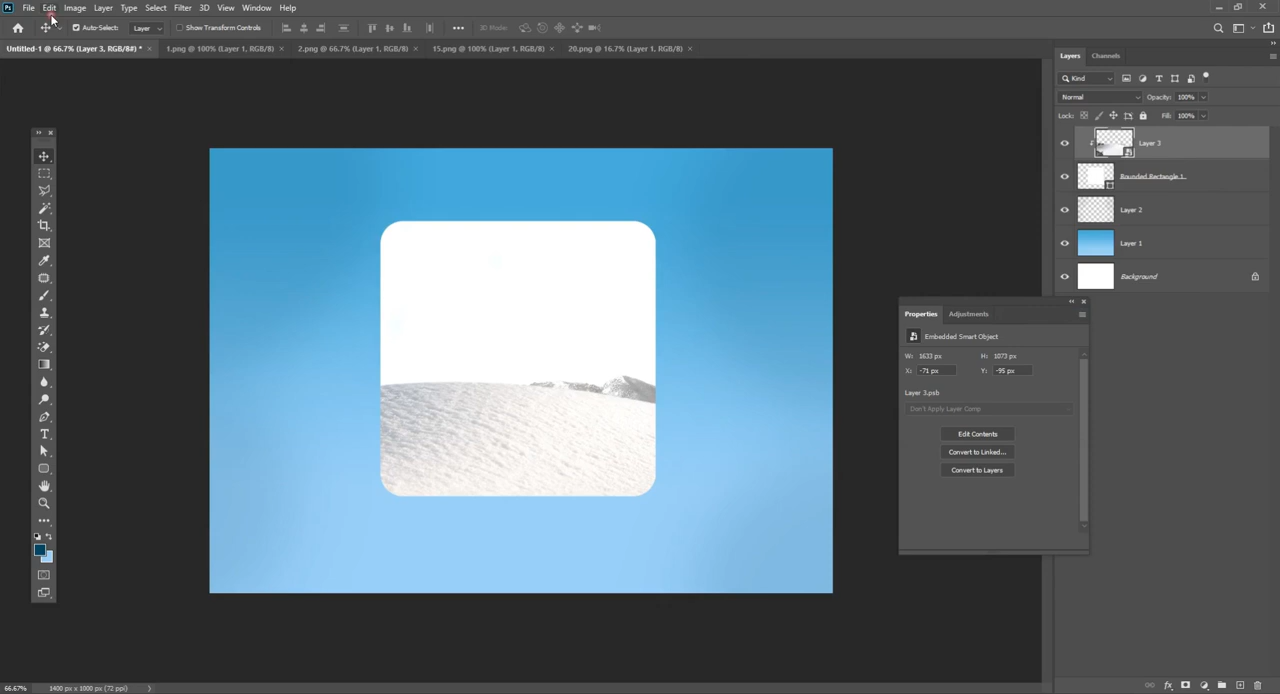 Ps File Edit Image Layer Type Select Filter 3D View Window Help
Auto-Select: Layer Show Transform Controls 3D Mode:
Untitled-1 @ 66.7% (Layer 3, RGB/8#) * × 1.png @ 100% (Layer 1, RGB/8) × 2.png @ 66.7% (Layer 1, RGB/8) × 15.png @ 100% (Layer 1, RGB/8) × 20.png @ 16.7% (Layer 1, RGB/8) ×
Layers Channels
Kind
Normal Opacity: 100%
Lock: Fill: 100%
Layer 3
Rounded Rectangle 1
Layer 2
Layer 1
Background
Properties Adjustments
Embedded Smart Object
W: 1633 px H: 1073 px
X: -71 px Y: -95 px
Layer 3.psb
Don't Apply Layer Comp
Edit Contents
Convert to Linked...
Convert to Layers
66.67% 1400 px x 1000 px (72 ppi)